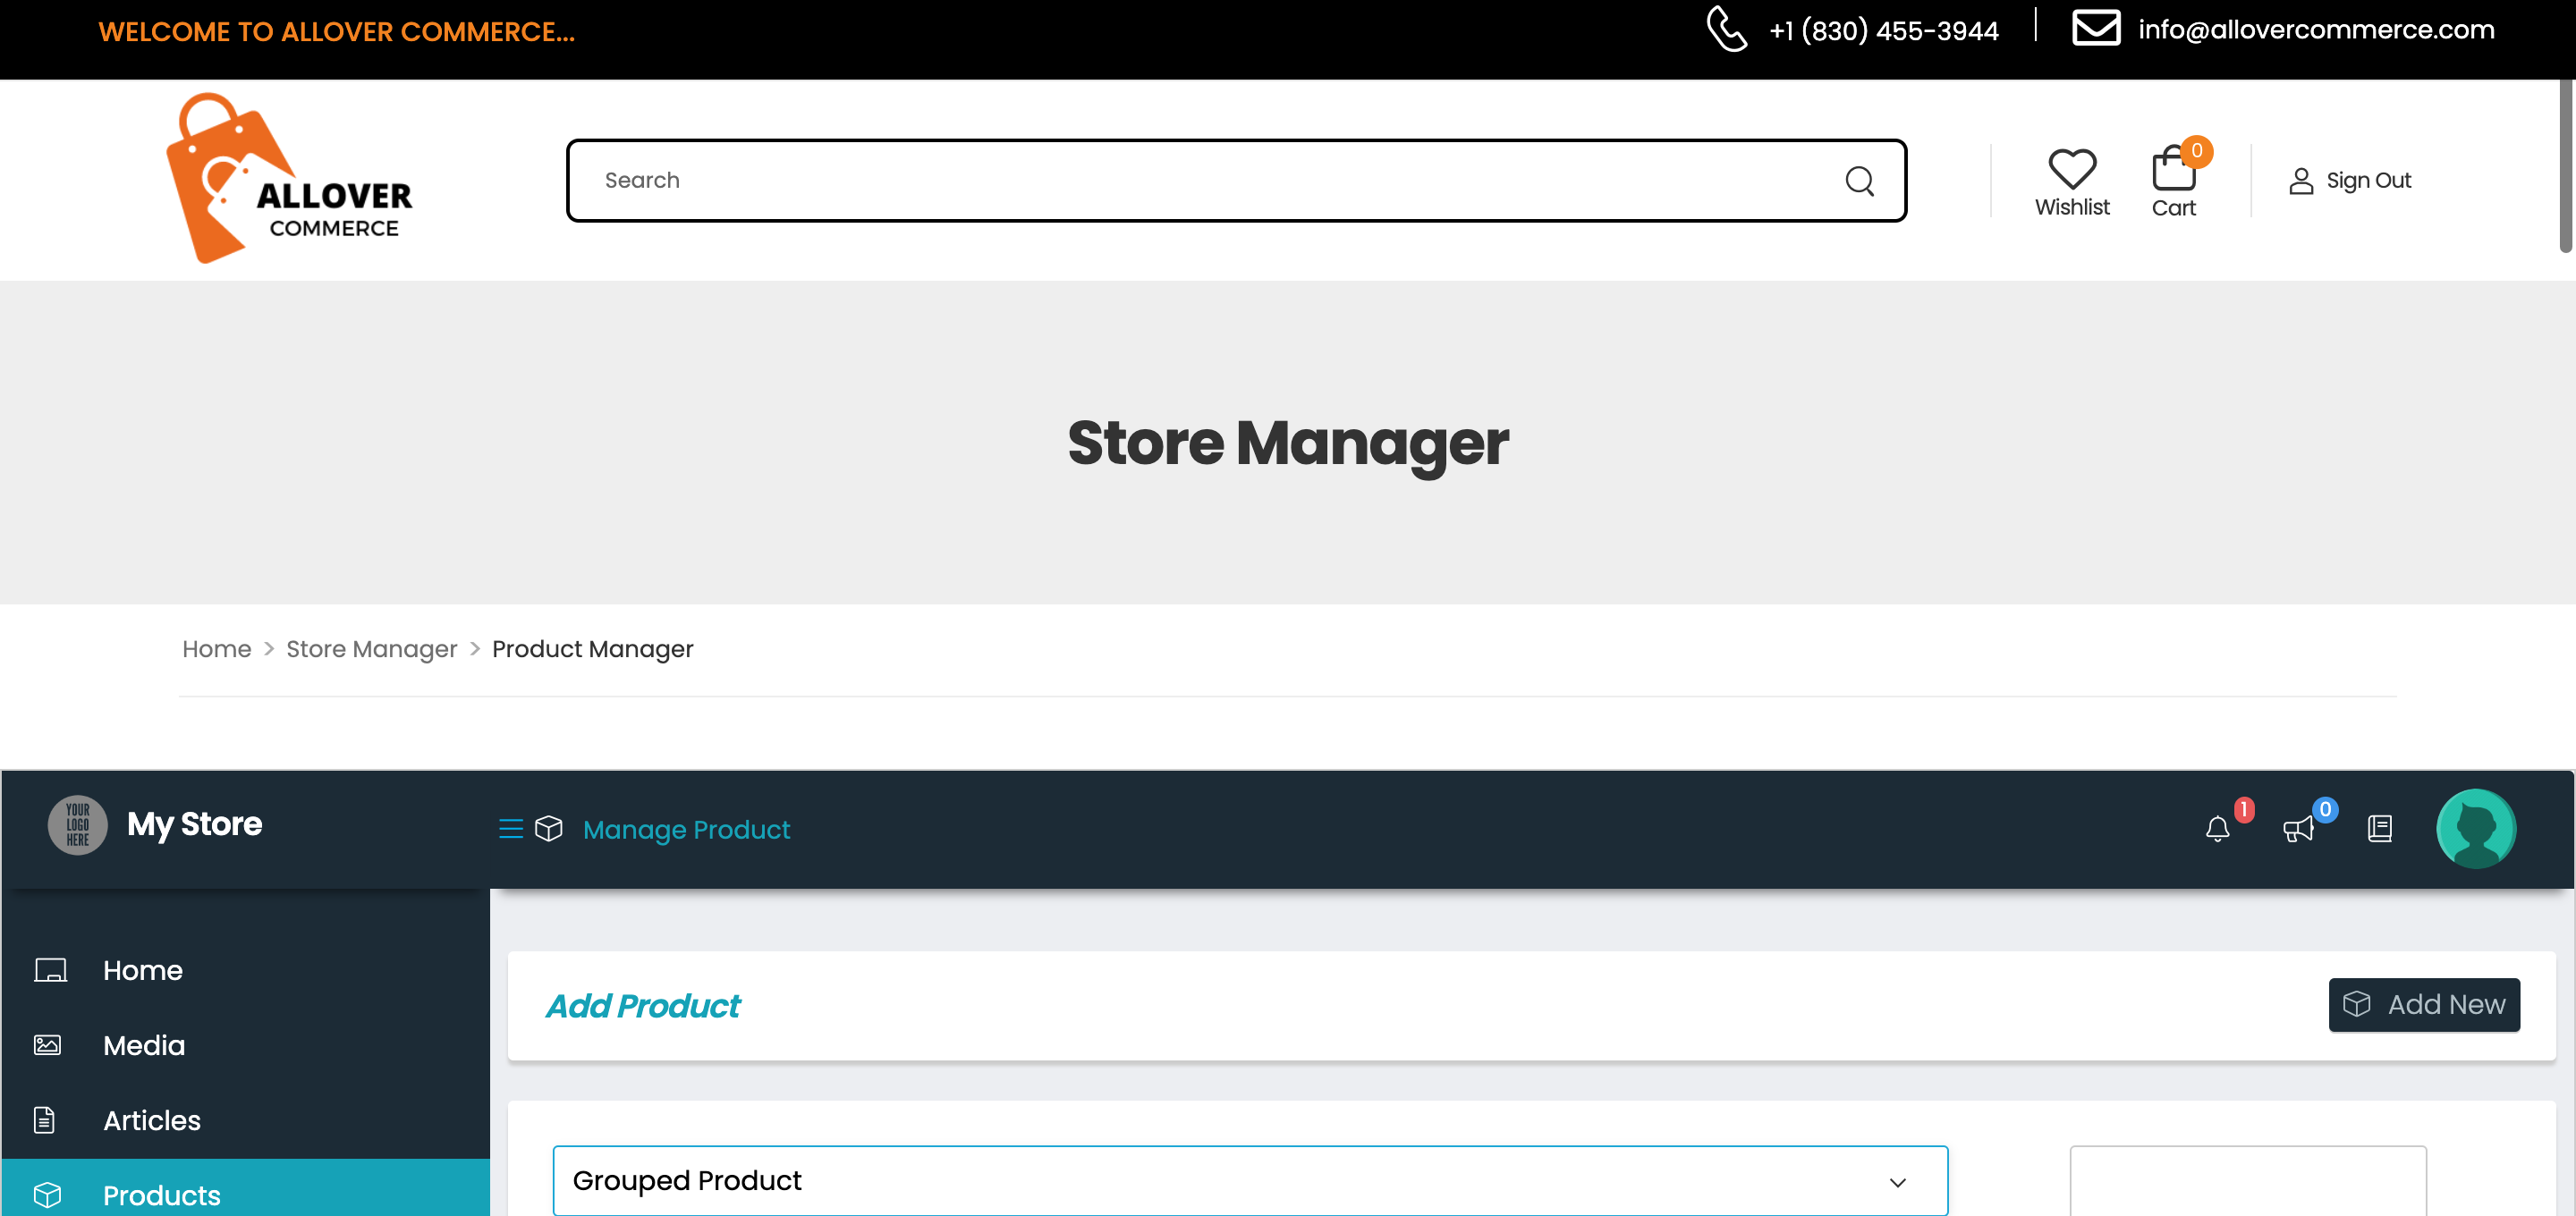 WELCOME TO ALLOVER COMMERCE...
+1 (830) 455-3944
info@allovercommerce.com
ALLOVER
COMMERCE
Search
Wishlist
0
Cart
Sign Out
Store Manager
Home > Store Manager > Product Manager
YOUR
LOGO
HERE
My Store
Manage Product
1
0
Home
Media
Articles
Products
Add Product
Add New
Grouped Product